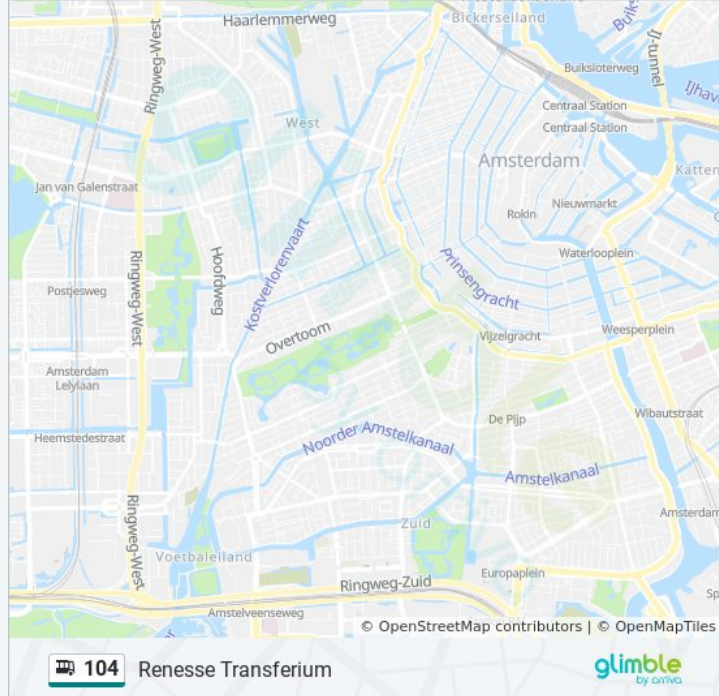 Haarlemmerweg
Bickerseiland
IJ-tunnel
Ringweg-West
Buiksloterweg
Centraal Station
Centraal Station
West
Amsterdam
Jan van Galenstraat
Rokin
Nieuwmarkt
Waterlooplein
Hoofdweg
Kostverlorenvaart
Prinsengracht
Postjesweg
Ringweg-West
Overtoom
Vijzelgracht
Weesperplein
Amsterdam
Lelylaan
De Pijp
Wibautstraat
Heemstedestraat
Noorder Amstelkanaal
Amstelkanaal
Ringweg-West
Zuid
Amsterdam
Voetbaleiland
Europaplein
Ringweg-Zuid
Amstelveenseweg
© OpenStreetMap contributors | © OpenMapTiles
104 Renesse Transferium
glimble
by arriva